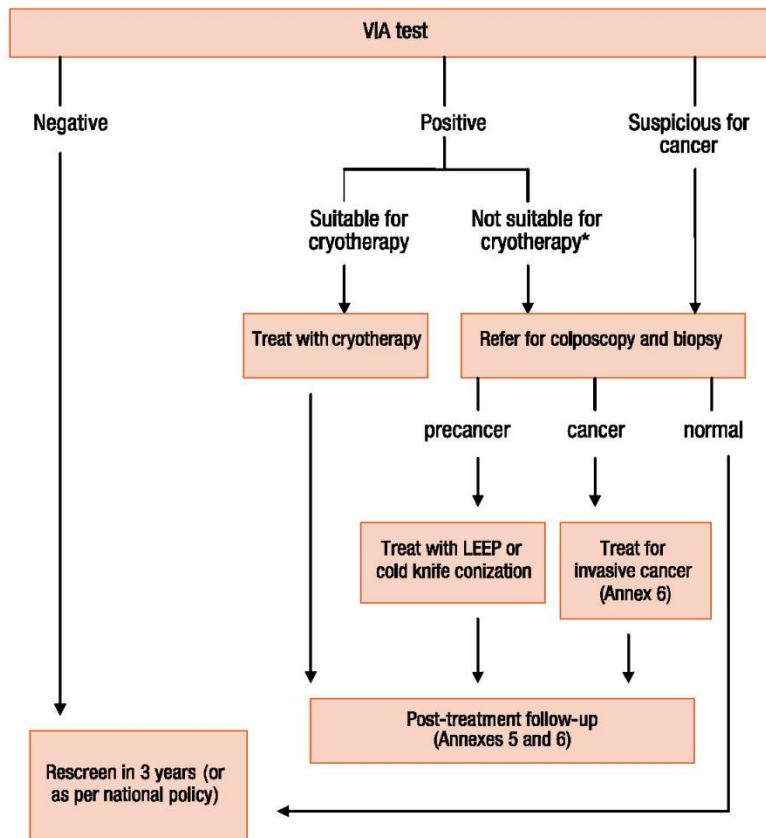 VIA test
Negative
Positive
Suspicious for
cancer
Suitable for
cryotherapy
Not suitable for
cryotherapy*
Treat with cryotherapy
Refer for colposcopy and biopsy
precancer
cancer
normal
Treat with LEEP or
cold knife conization
Treat for
invasive cancer
(Annex 6)
Post-treatment follow-up
(Annexes 5 and 6)
Rescreen in 3 years (or
as per national policy)